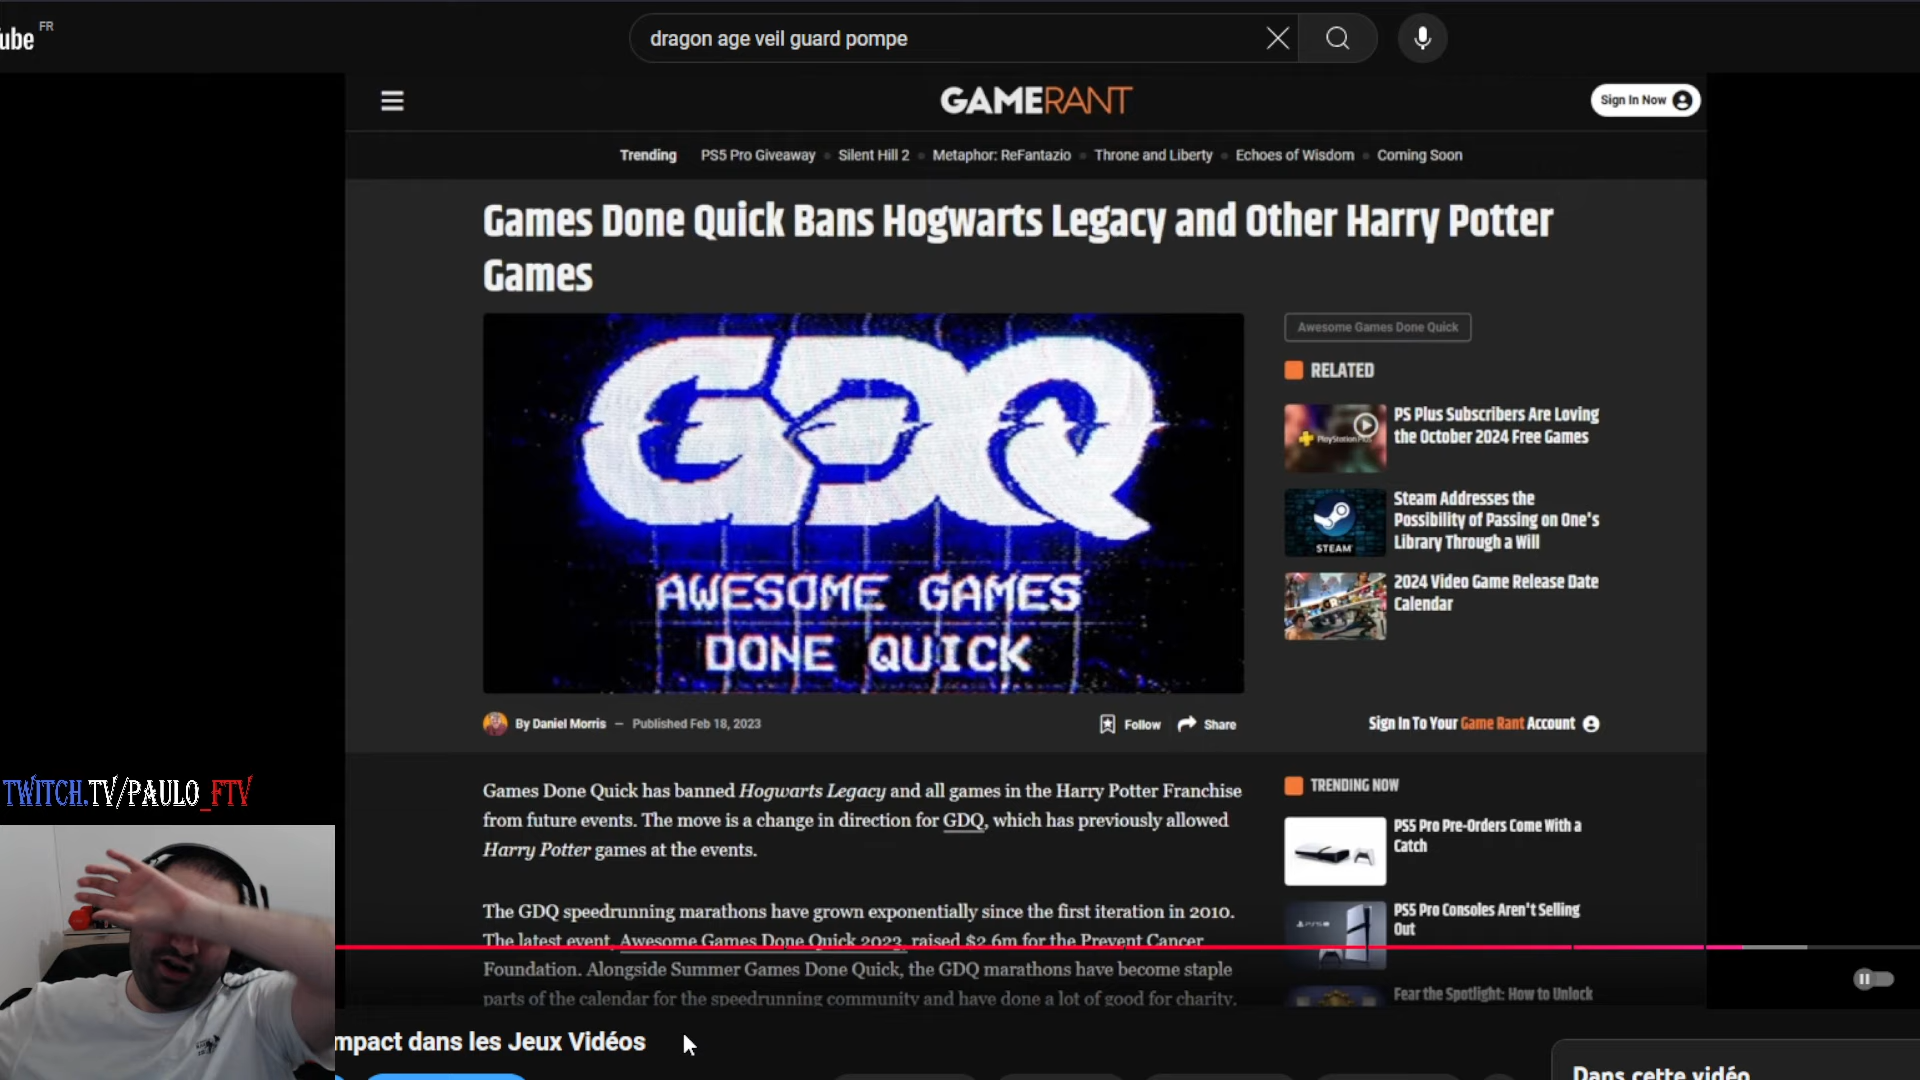 ube FR
dragon age veil guard pompe
GAMERANT
Sign In Now
Trending PS5 Pro Giveaway Silent Hill 2 Metaphor: ReFantazio Throne and Liberty Echoes of Wisdom Coming Soon
Games Done Quick Bans Hogwarts Legacy and Other Harry Potter
Games
GDQ
AWESOME GAMES
DONE QUICK
Awesome Games Done Quick
RELATED
PlayStation Plus
PS Plus Subscribers Are Loving
the October 2024 Free Games
STEAM
Steam Addresses the
Possibility of Passing on One's
Library Through a Will
2024 Video Game Release Date
Calendar
By Daniel Morris — Published Feb 18, 2023
Follow
Share
Sign In To Your Game Rant Account
Games Done Quick has banned Hogwarts Legacy and all games in the Harry Potter Franchise
from future events. The move is a change in direction for GDQ, which has previously allowed
Harry Potter games at the events.
The GDQ speedrunning marathons have grown exponentially since the first iteration in 2010.
The latest event, Awesome Games Done Quick 2023, raised $2.6m for the Prevent Cancer
Foundation. Alongside Summer Games Done Quick, the GDQ marathons have become staple
parts of the calendar for the speedrunning community and have done a lot of good for charity.
TRENDING NOW
PS5 Pro Pre-Orders Come With a
Catch
PS5 Pro Consoles Aren't Selling
Out
Fear the Spotlight: How to Unlock
TWITCH.TV/PAULO_FTV
mpact dans les Jeux Vidéos
Dans cette vidéo